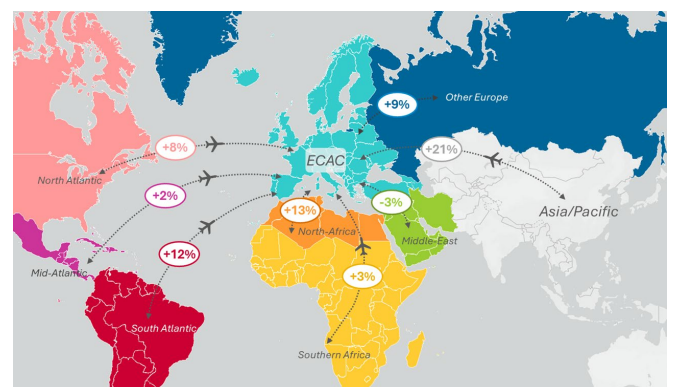 +9%
Other Europe
+8%
ECAC
+21%
North Atlantic
+2%
+13%
-3%
Asia/Pacific
North-Africa
Middle-East
+12%
Mid-Atlantic
+3%
South Atlantic
Southern Africa